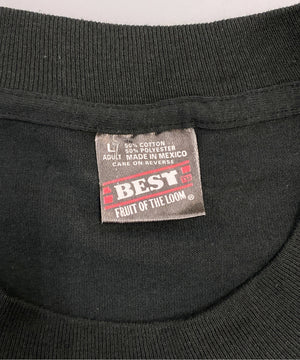 L 50% COTTON
50% POLYESTER
ADULT MADE IN MEXICO
CARE ON REVERSE
BEST
FRUIT OF THE LOOM ®